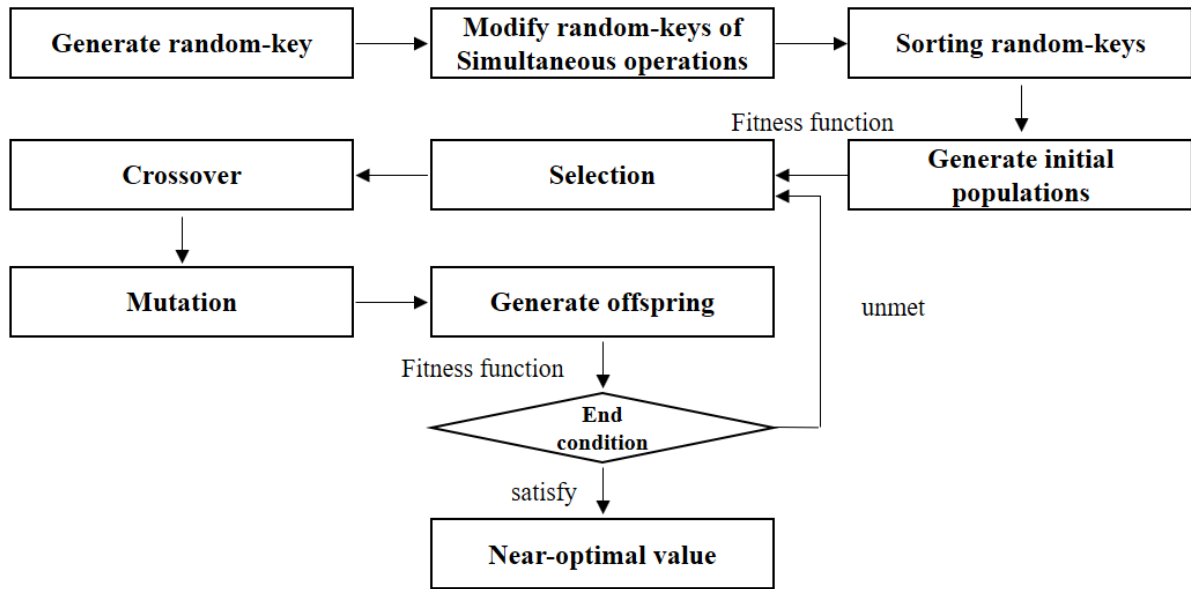 Generate random-key
Modify random-keys of
Simultaneous operations
Sorting random-keys
Fitness function
Crossover
Selection
Generate initial
populations
Mutation
Generate offspring
unmet
Fitness function
End
condition
satisfy
Near-optimal value